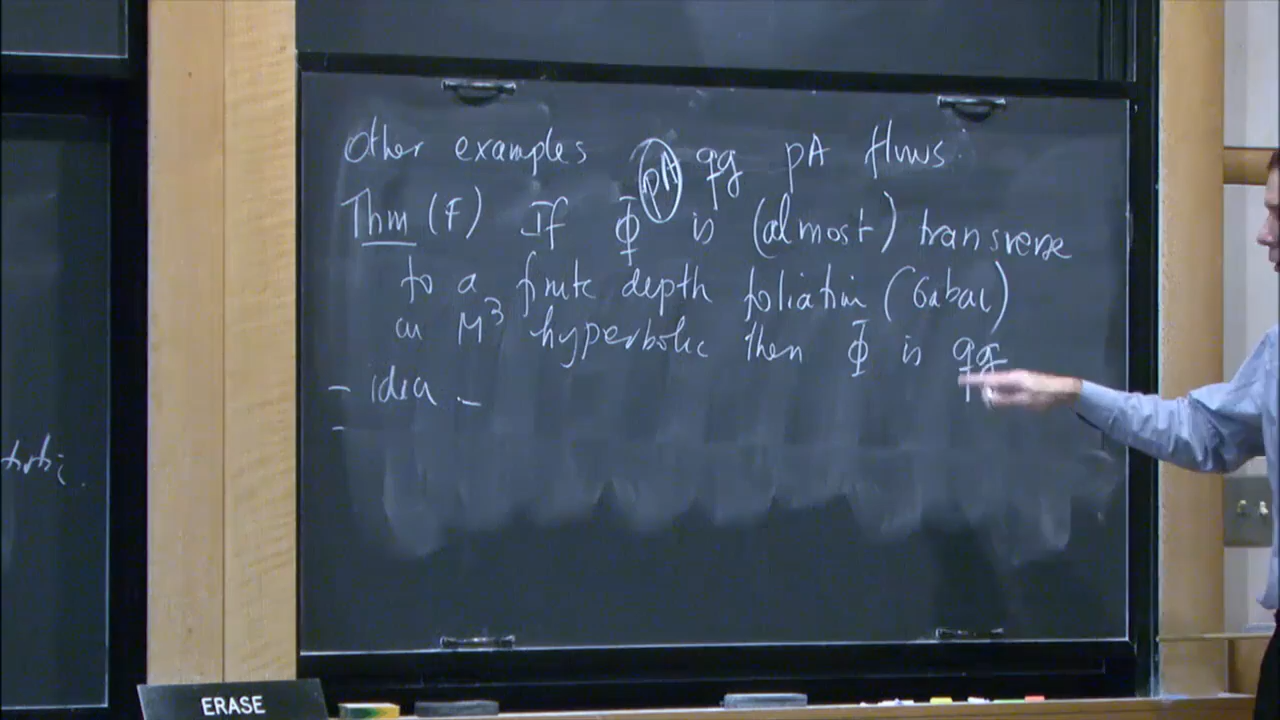 Other examples qg pA flows.
pA
Thm (F) If Φ is (almost) transverse
to a finite depth foliation (Gabai)
on M³ hyperbolic then Φ is qg
- idea -
-
ERASE